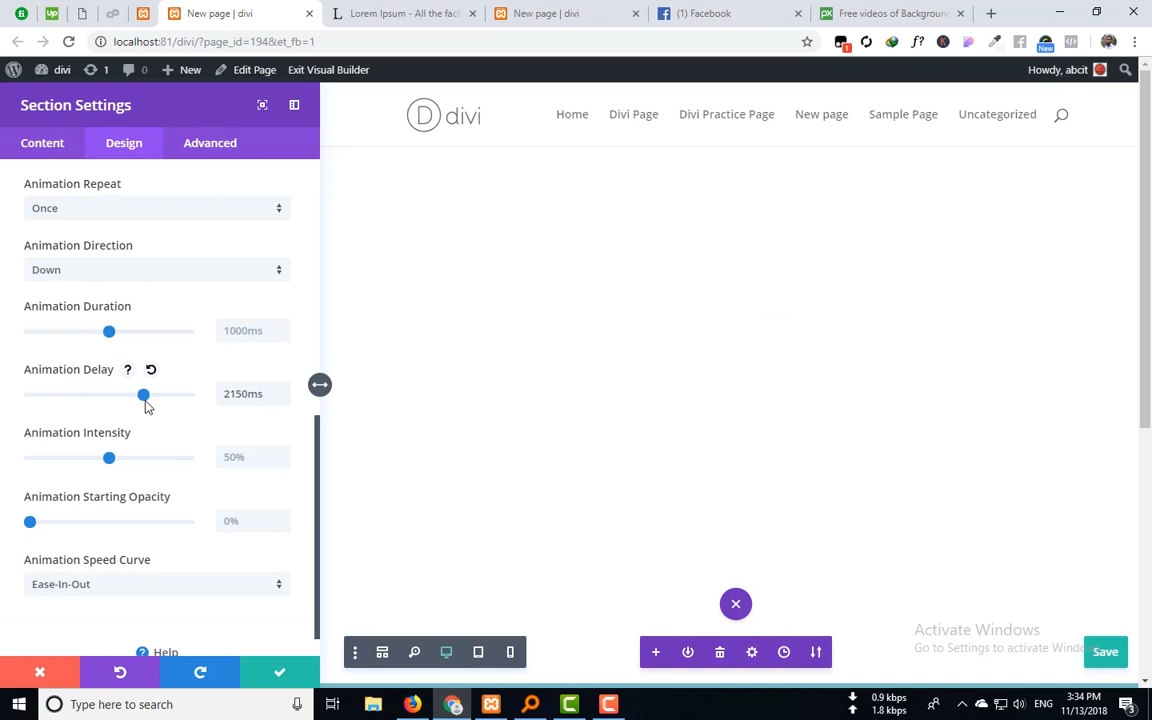 New page | divi
Lorem Ipsum - All the fac
New page | divi
(1) Facebook
Free videos of Backgroun
localhost:81/divi/?page_id=194&et_fb=1
1
New
divi
1
0
New
Edit Page
Exit Visual Builder
Howdy, abcit
Section Settings
Content
Design
Advanced
D divi
Home
Divi Page
Divi Practice Page
New page
Sample Page
Uncategorized
Animation Repeat
Once
Animation Direction
Down
Animation Duration
1000ms
Animation Delay
2150ms
Animation Intensity
50%
Animation Starting Opacity
0%
Animation Speed Curve
Ease-In-Out
Help
Activate Windows
Go to Settings to activate Windows
Save
Type here to search
0.9 kbps
1.8 kbps
ENG
3:34 PM
11/13/2018
3